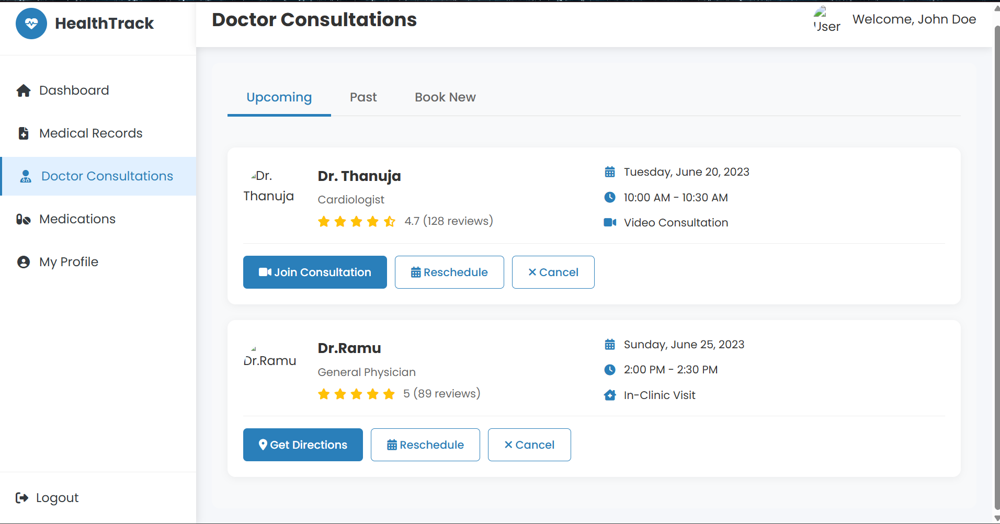 HealthTrack
Doctor Consultations
User
Welcome, John Doe
Dashboard
Medical Records
Doctor Consultations
Medications
My Profile
Logout
Upcoming
Past
Book New
Dr.
Thanuja
Dr. Thanuja
Cardiologist
4.7 (128 reviews)
Tuesday, June 20, 2023
10:00 AM - 10:30 AM
Video Consultation
Join Consultation
Reschedule
Cancel
Dr.Ramu
Dr.Ramu
General Physician
5 (89 reviews)
Sunday, June 25, 2023
2:00 PM - 2:30 PM
In-Clinic Visit
Get Directions
Reschedule
Cancel